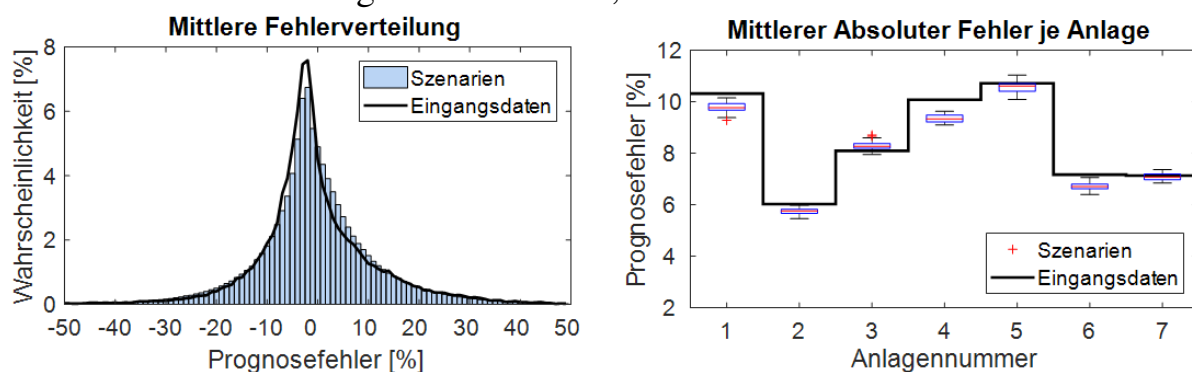 Mittlere Fehlerverteilung
Wahrscheinlichkeit [%]
8
6
4
2
0
Szenarien
Eingangsdaten
-50 -40 -30 -20 -10 0 10 20 30 40 50
Prognosefehler [%]
Mittlerer Absoluter Fehler je Anlage
Prognosefehler [%]
12
10
8
6
4
2
Szenarien
Eingangsdaten
1 2 3 4 5 6 7
Anlagennummer